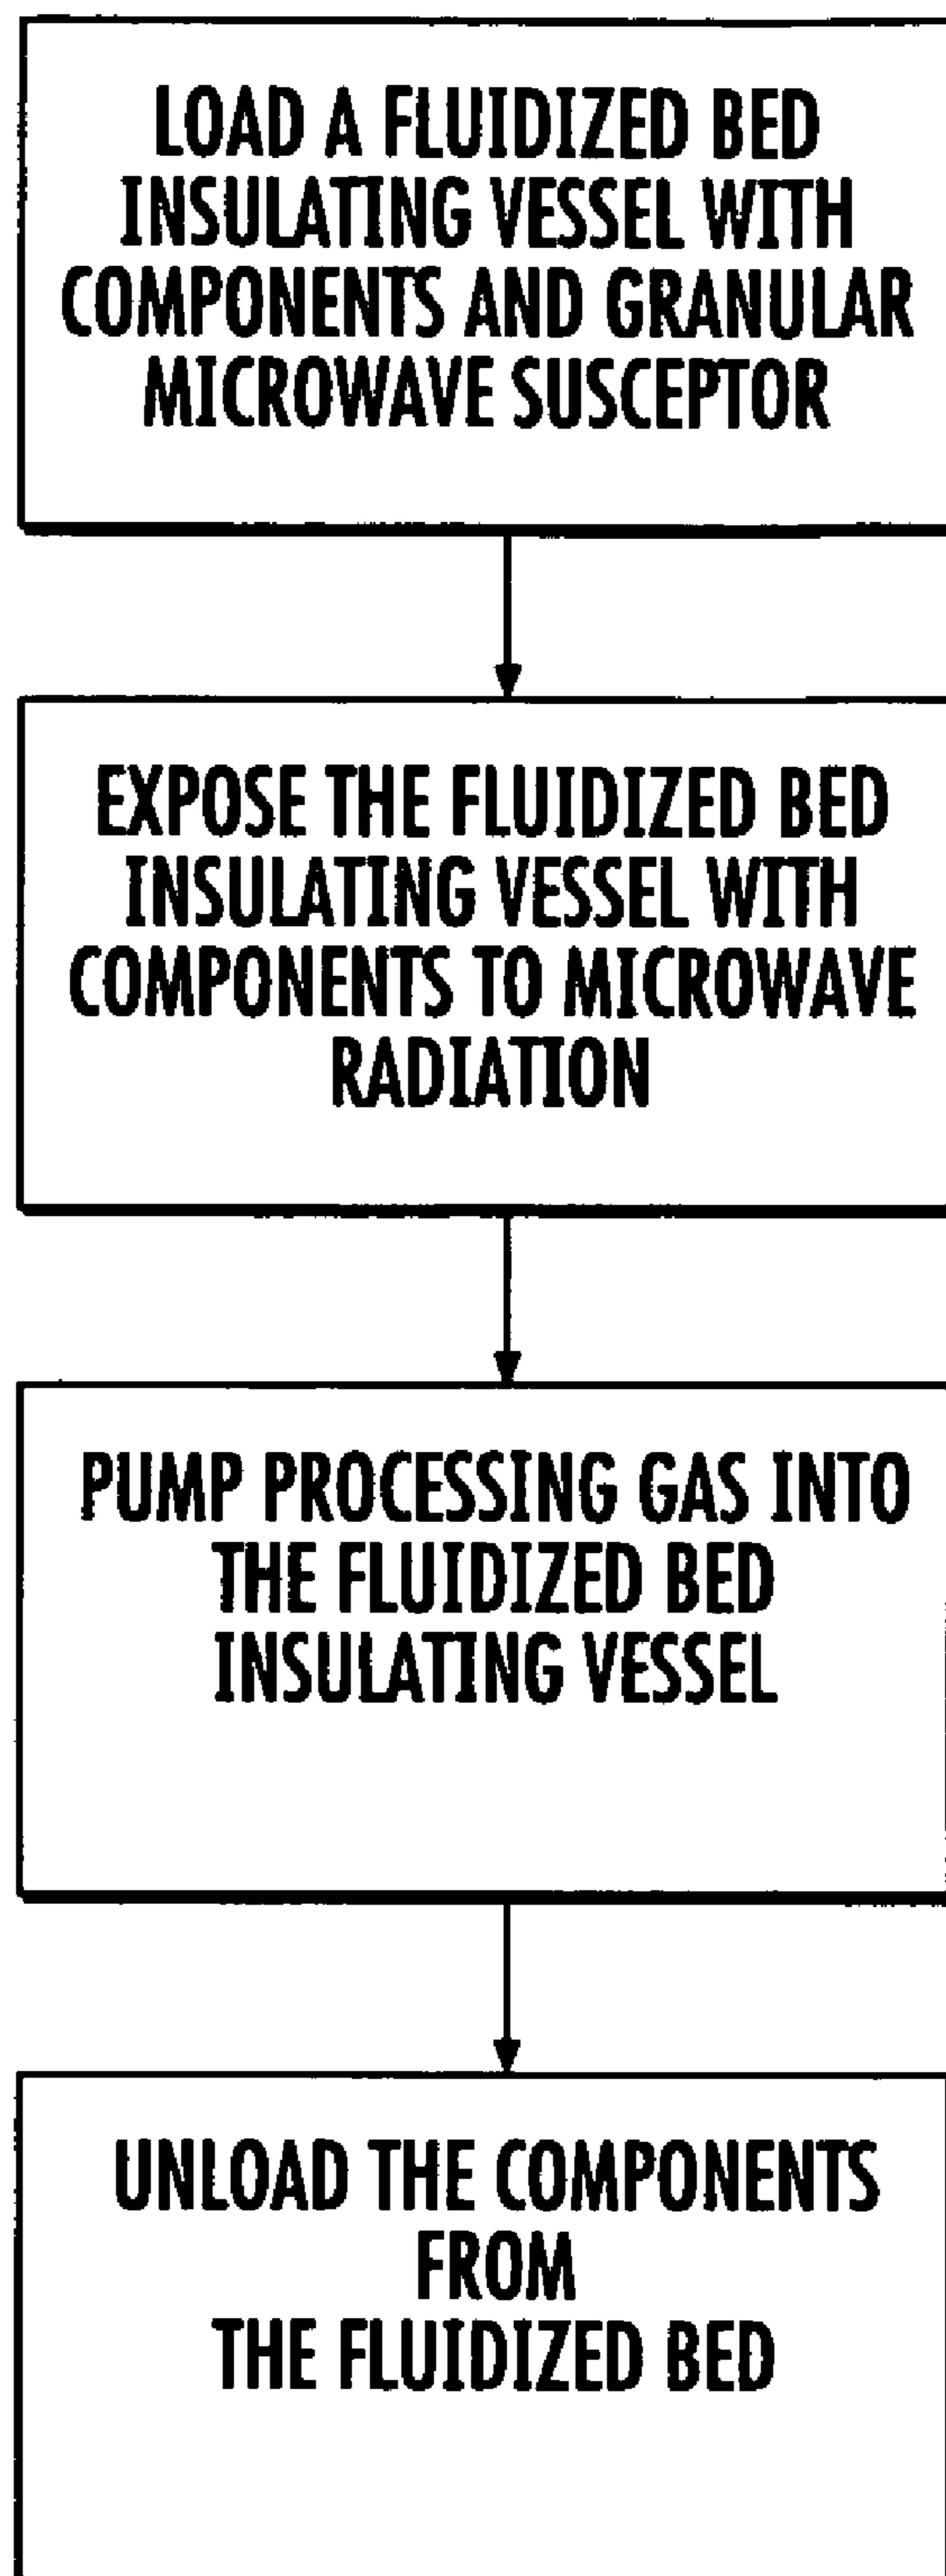 LOAD A FLUIDIZED BED
INSULATING VESSEL WITH
COMPONENTS AND GRANULAR
MICROWAVE SUSCEPTOR
EXPOSE THE FLUIDIZED BED
INSULATING VESSEL WITH
COMPONENTS TO MICROWAVE
RADIATION
PUMP PROCESSING GAS INTO
THE FLUIDIZED BED
INSULATING VESSEL
UNLOAD THE COMPONENTS
FROM
THE FLUIDIZED BED